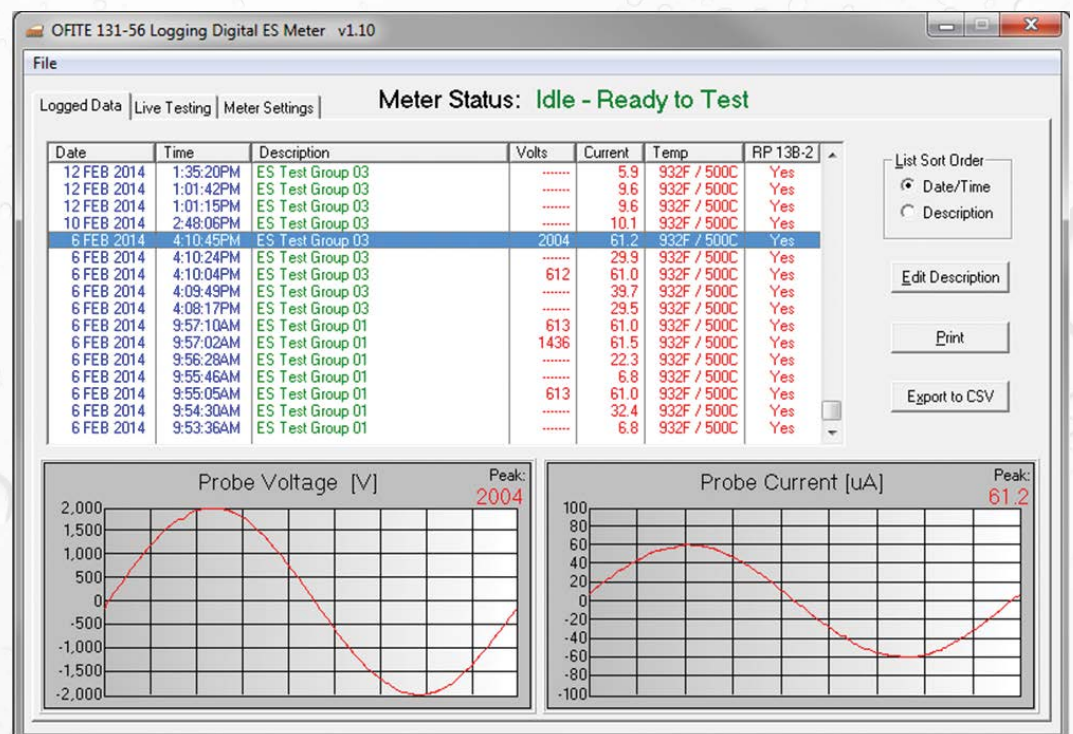 OFITE 131-56 Logging Digital ES Meter v1.10
File
Logged Data Live Testing Meter Settings Meter Status: Idle - Ready to Test
Date Time Description Volts Current Temp RP 13B-2
12 FEB 2014 1:35:20PM ES Test Group 03 ------ 5.9 932F / 500C Yes
12 FEB 2014 1:01:42PM ES Test Group 03 ------ 9.6 932F / 500C Yes
12 FEB 2014 1:01:15PM ES Test Group 03 ------ 9.6 932F / 500C Yes
10 FEB 2014 2:48:06PM ES Test Group 03 ------ 10.1 932F / 500C Yes
6 FEB 2014 4:10:45PM ES Test Group 03 2004 61.2 932F / 500C Yes
6 FEB 2014 4:10:24PM ES Test Group 03 ------ 29.9 932F / 500C Yes
6 FEB 2014 4:10:04PM ES Test Group 03 612 61.0 932F / 500C Yes
6 FEB 2014 4:09:49PM ES Test Group 03 ------ 39.7 932F / 500C Yes
6 FEB 2014 4:08:17PM ES Test Group 03 ------ 29.5 932F / 500C Yes
6 FEB 2014 9:57:10AM ES Test Group 01 613 61.0 932F / 500C Yes
6 FEB 2014 9:57:02AM ES Test Group 01 1436 61.5 932F / 500C Yes
6 FEB 2014 9:56:28AM ES Test Group 01 ------ 22.3 932F / 500C Yes
6 FEB 2014 9:55:46AM ES Test Group 01 ------ 6.8 932F / 500C Yes
6 FEB 2014 9:55:05AM ES Test Group 01 613 61.0 932F / 500C Yes
6 FEB 2014 9:54:30AM ES Test Group 01 ------ 32.4 932F / 500C Yes
6 FEB 2014 9:53:36AM ES Test Group 01 ------ 6.8 932F / 500C Yes
List Sort Order
Date/Time
Description
Edit Description
Print
Export to CSV
Probe Voltage [V]
Peak:
2004
2,000
1,500
1,000
500
0
-500
-1,000
-1,500
-2,000
Probe Current [uA]
Peak:
61.2
100
80
60
40
20
0
-20
-40
-60
-80
-100